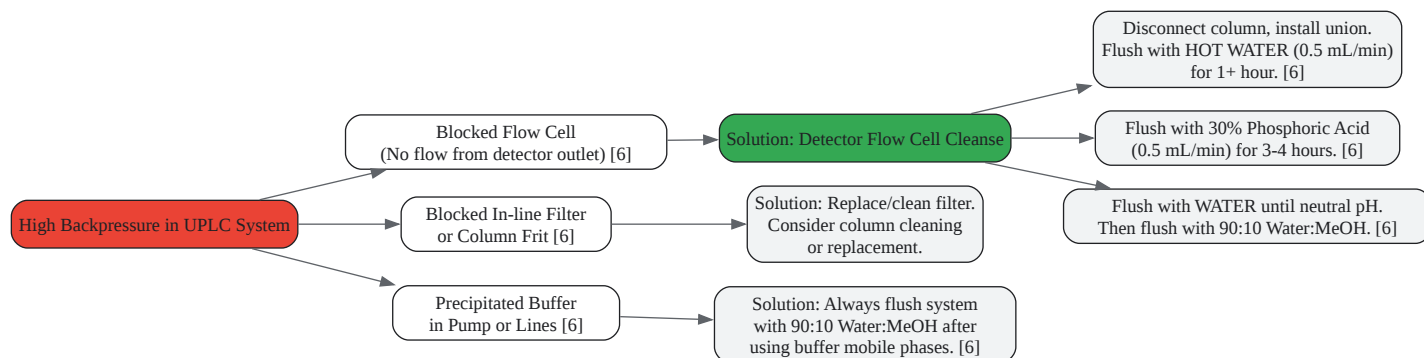 High Backpressure in UPLC System
Blocked Flow Cell
(No flow from detector outlet) [6]
Solution: Detector Flow Cell Cleanse
Disconnect column, install union.
Flush with HOT WATER (0.5 mL/min)
for 1+ hour. [6]
Flush with 30% Phosphoric Acid
(0.5 mL/min) for 3-4 hours. [6]
Flush with WATER until neutral pH.
Then flush with 90:10 Water:MeOH. [6]
Blocked In-line Filter
or Column Frit [6]
Solution: Replace/clean filter.
Consider column cleaning
or replacement.
Precipitated Buffer
in Pump or Lines [6]
Solution: Always flush system
with 90:10 Water:MeOH after
using buffer mobile phases. [6]